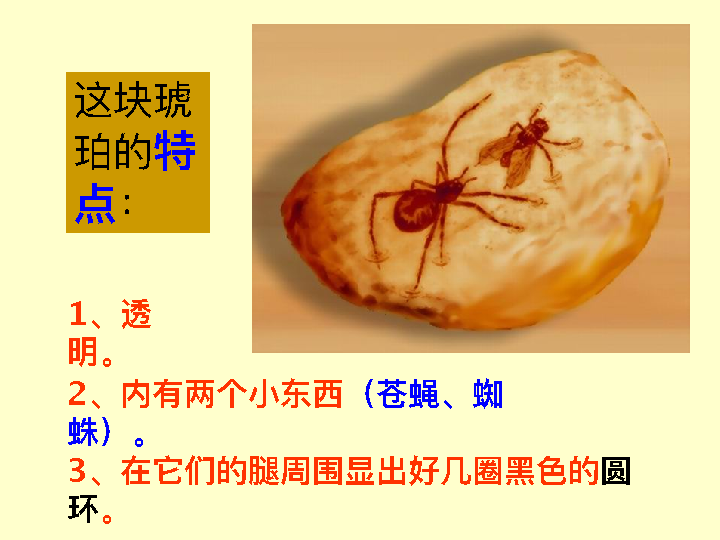 这块琥
珀的特
点：
1、透
明。
2、内有两个小东西（苍蝇、蜘
蛛）。
3、在它们的腿周围显出好几圈黑色的圆
环。